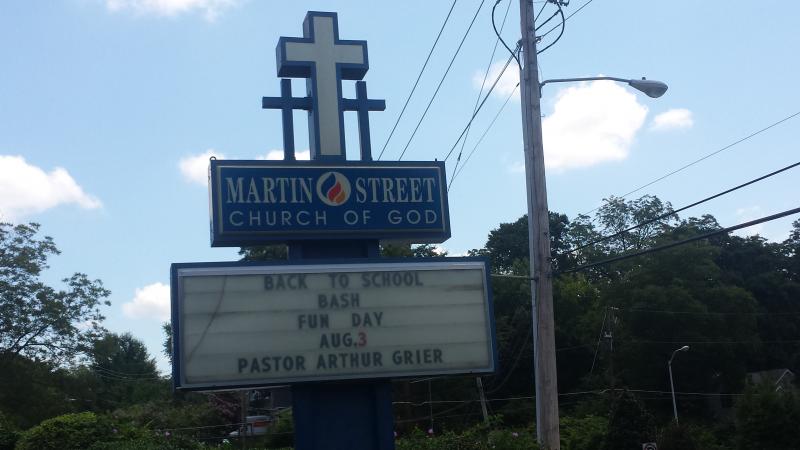 MARTIN STREET
CHURCH OF GOD
BACK TO SCHOOL
BASH
FUN DAY
AUG,3
PASTOR ARTHUR GRIER